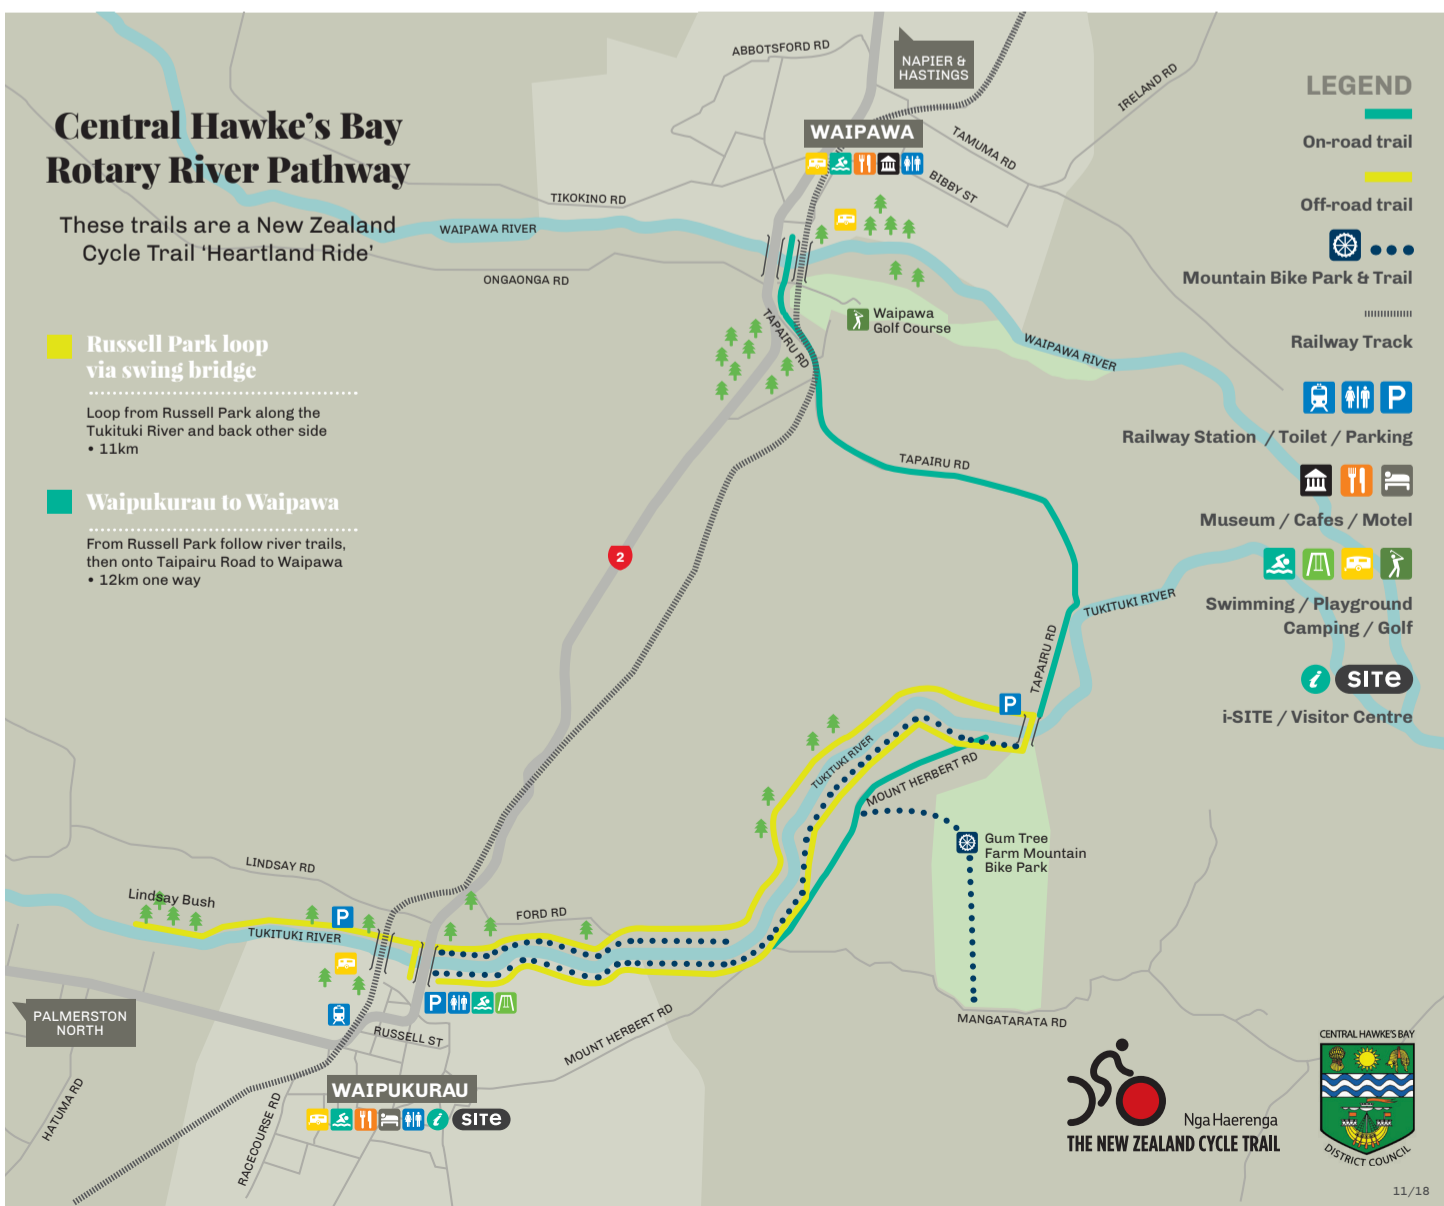 Central Hawke's Bay
Rotary River Pathway
These trails are a New Zealand
Cycle Trail 'Heartland Ride'
Russell Park loop
via swing bridge
Loop from Russell Park along the
Tukituki River and back other side
• 11km
Waipukurau to Waipawa
From Russell Park follow river trails,
then onto Taipairu Road to Waipawa
• 12km one way
ABBOTSFORD RD
NAPIER &
HASTINGS
IRELAND RD
WAIPAWA
TAMUMA RD
BIBBY ST
TIKOKINO RD
WAIPAWA RIVER
ONGAONGA RD
TAPAIRU RD
Waipawa
Golf Course
WAIPAWA RIVER
TAPAIRU RD
2
TUKITUKI RIVER
TAPAIRU RD
P
TUKITUKI RIVER
MOUNT HERBERT RD
Gum Tree
Farm Mountain
Bike Park
LINDSAY RD
Lindsay Bush
P
FORD RD
TUKITUKI RIVER
P
PALMERSTON
NORTH
RUSSELL ST
MOUNT HERBERT RD
MANGATARATA RD
WAIPUKURAU
i SITe
HATUMA RD
RACECOURSE RD
LEGEND
On-road trail
Off-road trail
Mountain Bike Park & Trail
Railway Track
P
Railway Station / Toilet / Parking
Museum / Cafes / Motel
Swimming / Playground
Camping / Golf
i SITe
i-SITE / Visitor Centre
Nga Haerenga
THE NEW ZEALAND CYCLE TRAIL
CENTRAL HAWKE'S BAY
DISTRICT COUNCIL
11/18